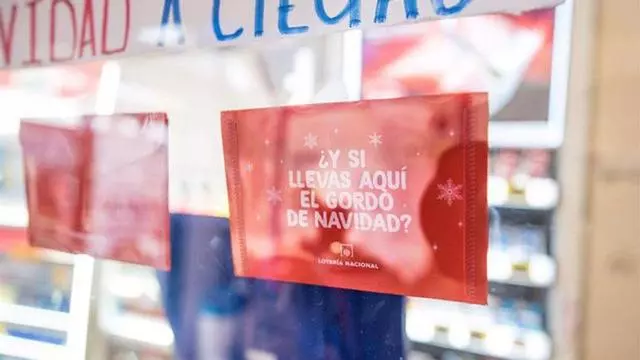 VIDAD A CIEGAS
¿Y SI
LLEVAS AQUÍ
EL GORDO
DE NAVIDAD?
LOTERÍA NACIONAL